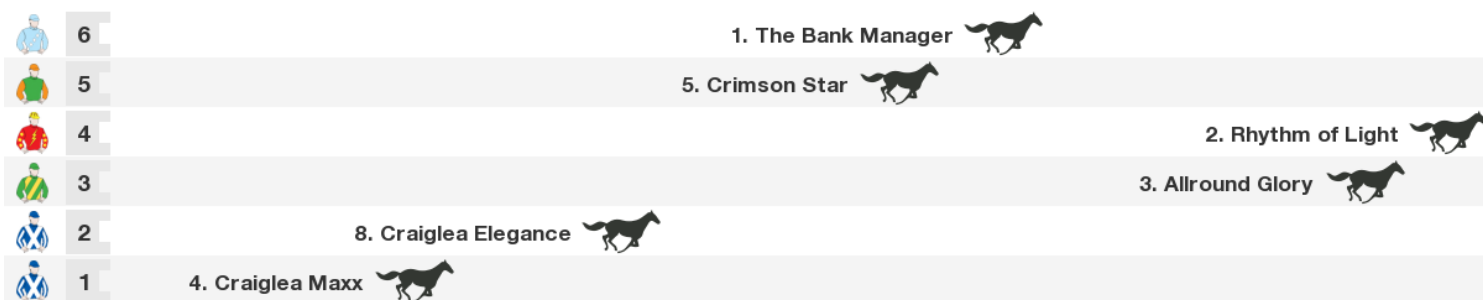 6 1. The Bank Manager
5 5. Crimson Star
4 2. Rhythm of Light
3 3. Allround Glory
2 8. Craiglea Elegance
1 4. Craiglea Maxx